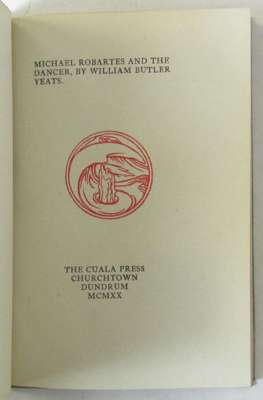 MICHAEL ROBARTES AND THE
DANCER, BY WILLIAM BUTLER
YEATS.
THE CUALA PRESS
CHURCHTOWN
DUNDRUM
MCMXX